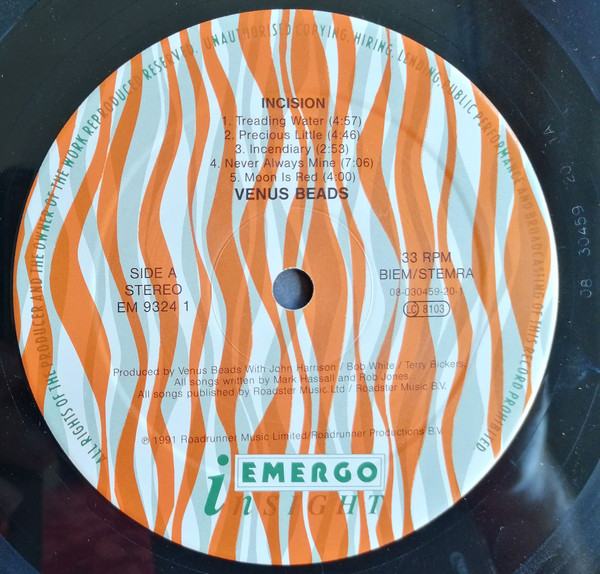 ALL RIGHTS OF THE PRODUCER AND THE OWNER OF THE WORK REPRODUCED RESERVED. UNAUTHORISED COPYING, HIRING, LENDING, PUBLIC PERFORMANCE AND BROADCASTING OF THIS RECORD PROHIBITED
INCISION
1. Treading Water (4:57)
2. Precious Little (4:46)
3. Incendiary (2:53)
4. Never Always Mine (7:06)
5. Moon Is Red (4:00)
VENUS BEADS
SIDE A
STEREO
EM 9324 1
33 RPM
BIEM/STEMRA
08-030459-20-1
LC 8103
Produced by Venus Beads With John Harrison / Bob White / Terry Bickers.
All songs written by Mark Hassall and Rob Jones.
All songs published by Roadster Music Ltd / Roadster Music B.V.
℗ 1991 Roadrunner Music Limited/Roadrunner Productions B.V.
EMERGO
inSIGHT
08 30459 20 1A